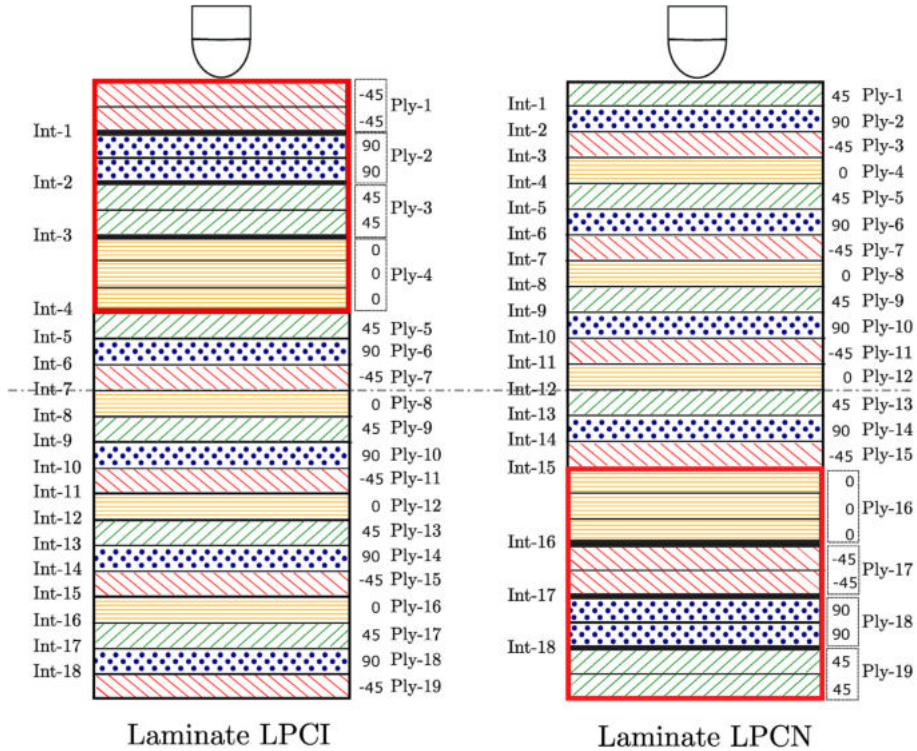 -45
Ply-1
-45
Int-1
90
Ply-2
90
Int-2
45
Ply-3
45
Int-3
0
0
Ply-4
0
Int-4
45 Ply-5
Int-5
90 Ply-6
Int-6
-45 Ply-7
Int-7
0 Ply-8
Int-8
45 Ply-9
Int-9
90 Ply-10
Int-10
-45 Ply-11
Int-11
0 Ply-12
Int-12
45 Ply-13
Int-13
90 Ply-14
Int-14
-45 Ply-15
Int-15
0 Ply-16
Int-16
45 Ply-17
Int-17
90 Ply-18
Int-18
-45 Ply-19
Laminate LPCI
45 Ply-1
Int-1
90 Ply-2
Int-2
-45 Ply-3
Int-3
0 Ply-4
Int-4
45 Ply-5
Int-5
90 Ply-6
Int-6
-45 Ply-7
Int-7
0 Ply-8
Int-8
45 Ply-9
Int-9
90 Ply-10
Int-10
-45 Ply-11
Int-11
0 Ply-12
Int-12
45 Ply-13
Int-13
90 Ply-14
Int-14
-45 Ply-15
Int-15
0
0 Ply-16
0
Int-16
-45
Ply-17
-45
Int-17
90
Ply-18
90
Int-18
45
Ply-19
45
Laminate LPCN